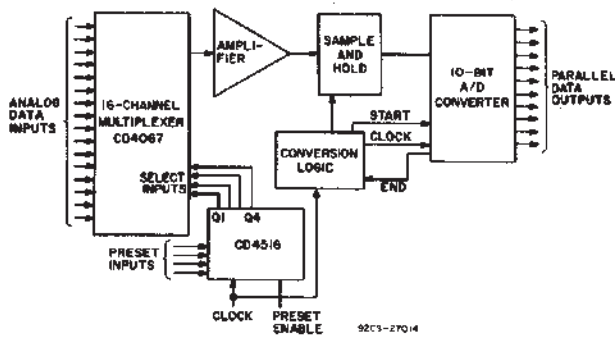 ANALOG
DATA
INPUTS
16-CHANNEL
MULTIPLEXER
CD4067
AMPLI-
FIER
SAMPLE
AND
HOLD
10-BIT
A/D
CONVERTER
PARALLEL
DATA
OUTPUTS
START
CLOCK
END
CONVERSION
LOGIC
SELECT
INPUTS
Q1 Q4
CD4516
PRESET
INPUTS
CLOCK
PRESET
ENABLE
92CS-27014